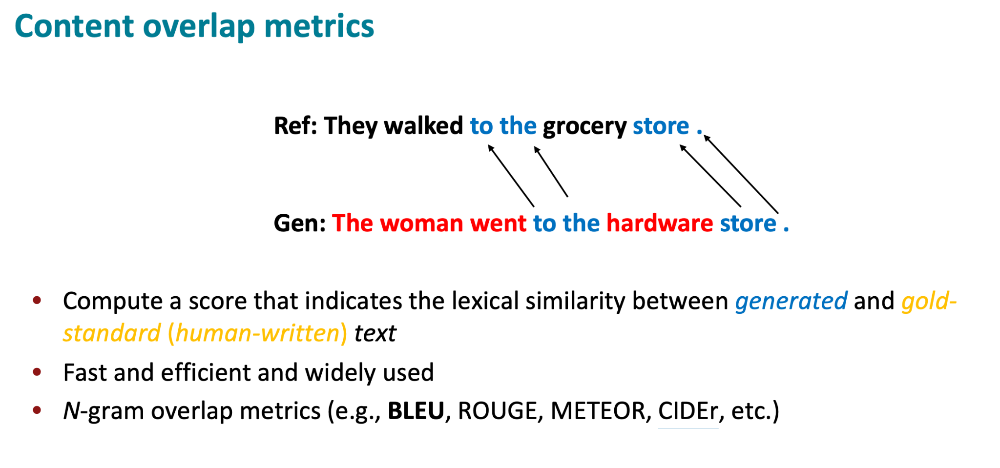 Content overlap metrics
Ref: They walked to the grocery store .
Gen: The woman went to the hardware store .
• Compute a score that indicates the lexical similarity between generated and gold-
standard (human-written) text
• Fast and efficient and widely used
• N-gram overlap metrics (e.g., BLEU, ROUGE, METEOR, CIDEr, etc.)